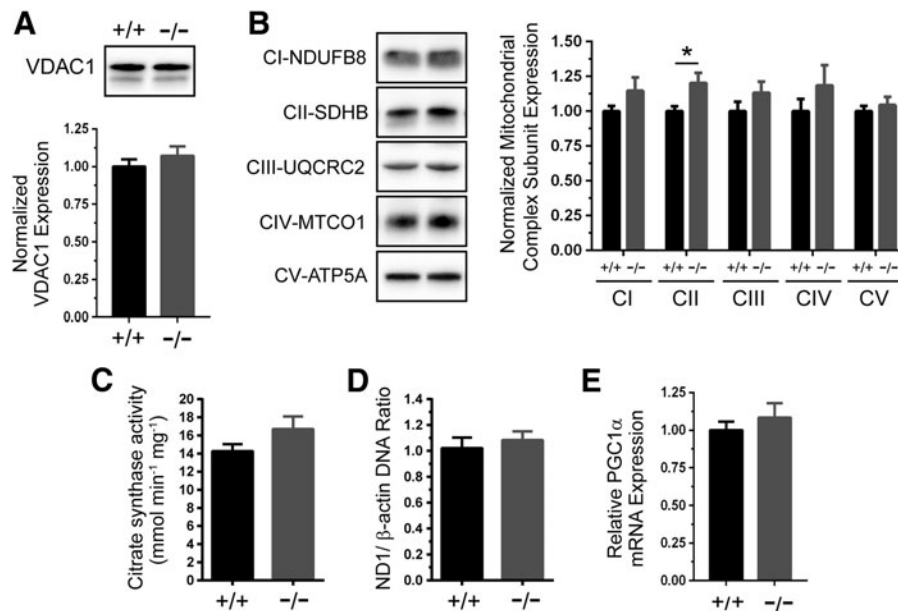 A
+/+ −/−
VDAC1
Normalized
VDAC1 Expression
1.25
1.00
0.75
0.50
0.25
0.00
+/+ −/−
B
CI-NDUFB8
CII-SDHB
CIII-UQCRC2
CIV-MTCO1
CV-ATP5A
Normalized Mitochondrial
Complex Subunit Expression
1.50
1.25
1.00
0.75
0.50
0.25
0.00
*
+/+ −/− +/+ −/− +/+ −/− +/+ −/− +/+ −/−
CI CII CIII CIV CV
C
Citrate synthase activity
(mmol min⁻¹ mg⁻¹)
20
18
16
14
12
10
8
6
4
2
0
+/+ −/−
D
ND1/ β-actin DNA Ratio
1.4
1.2
1.0
0.8
0.6
0.4
0.2
0.0
+/+ −/−
E
Relative PGC1α
mRNA Expression
1.25
1.00
0.75
0.50
0.25
0.00
+/+ −/−